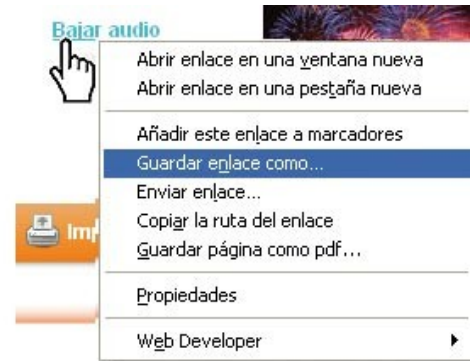 Bajar audio
Abrir enlace en una ventana nueva
Abrir enlace en una pestaña nueva
Añadir este enlace a marcadores
Guardar enlace como...
Enviar enlace...
Copiar la ruta del enlace
Guardar página como pdf...
Propiedades
Web Developer